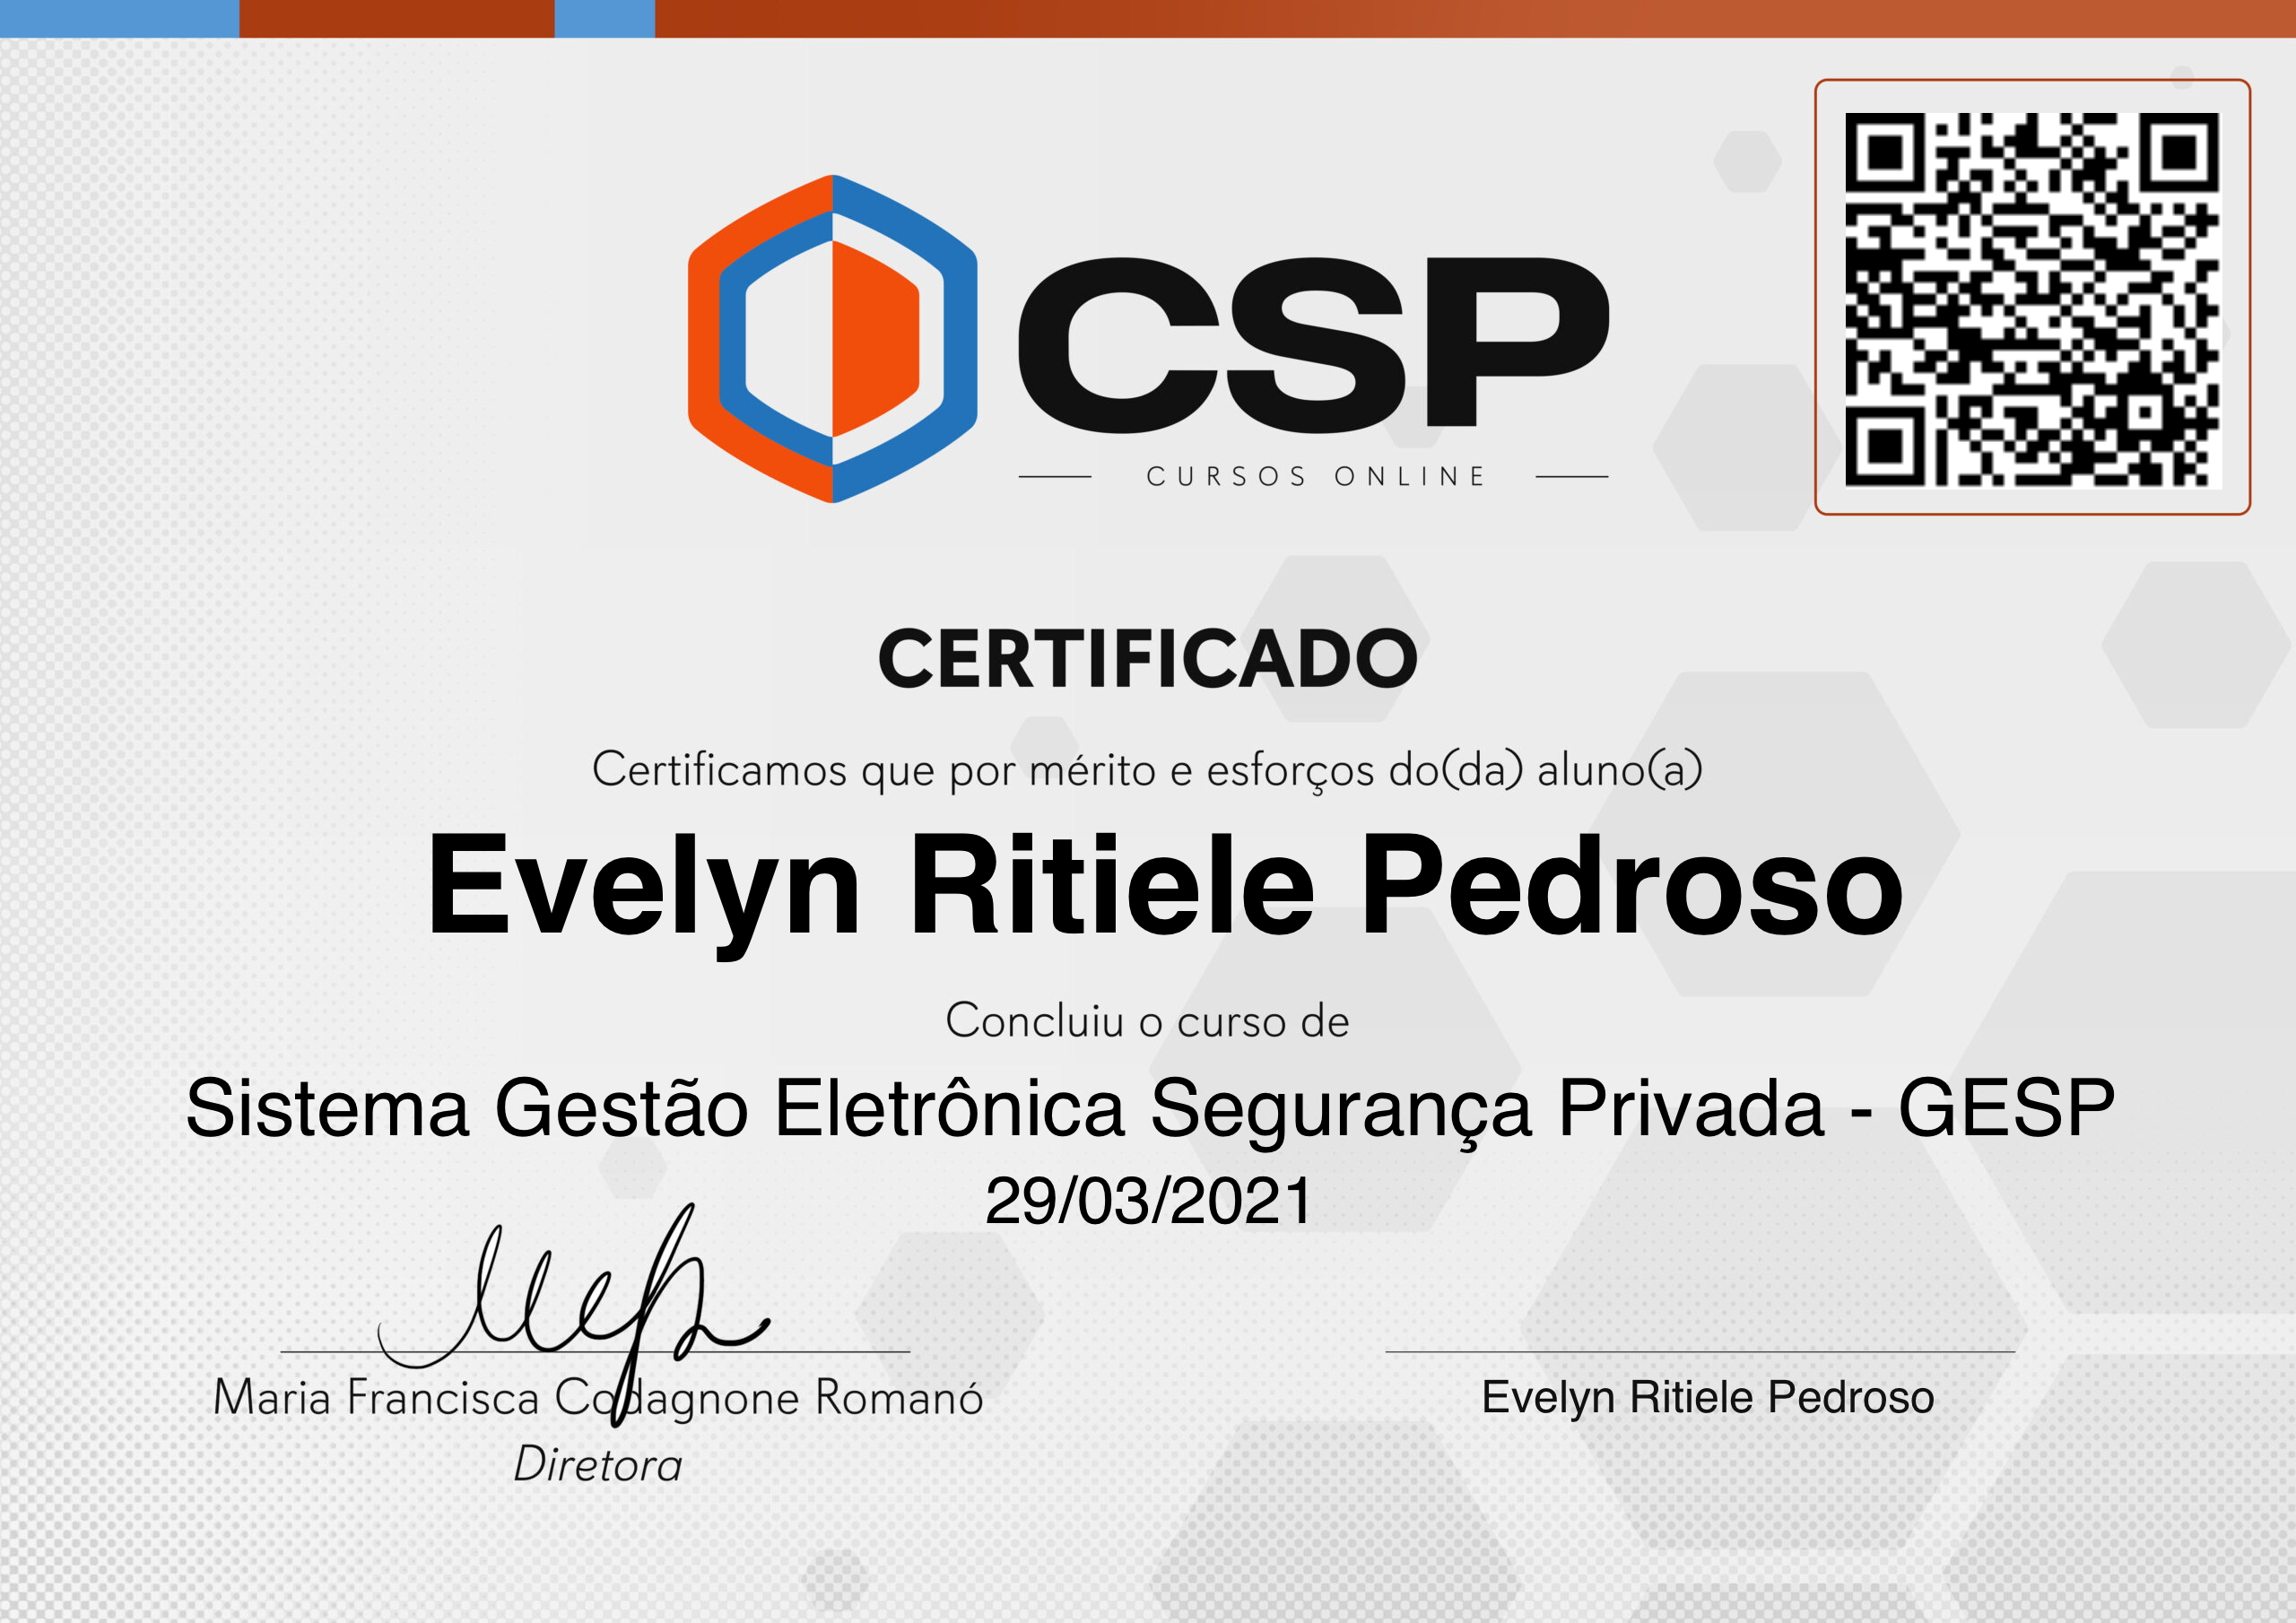 CSP
CURSOS ONLINE
CERTIFICADO
Certificamos que por mérito e esforços do(da) aluno(a)
Evelyn Ritiele Pedroso
Concluiu o curso de
Sistema Gestão Eletrônica Segurança Privada - GESP
29/03/2021
Maria Francisca Codagnone Romanó
Diretora
Evelyn Ritiele Pedroso